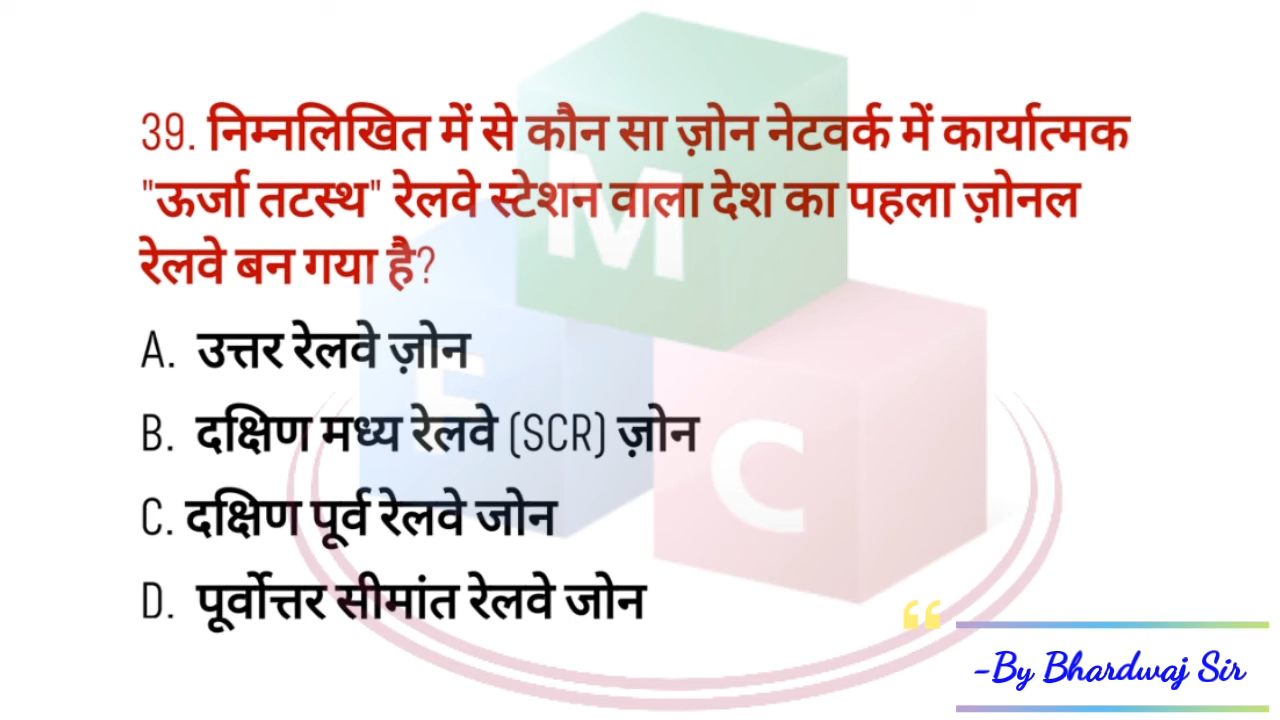 39. निम्नलिखित में से कौन सा ज़ोन नेटवर्क में कार्यात्मक
"ऊर्जा तटस्थ" रेलवे स्टेशन वाला देश का पहला ज़ोनल
रेलवे बन गया है?
A. उत्तर रेलवे ज़ोन
B. दक्षिण मध्य रेलवे (SCR) ज़ोन
C. दक्षिण पूर्व रेलवे जोन
D. पूर्वोत्तर सीमांत रेलवे जोन
M
E
C
“
-By Bhardwaj Sir